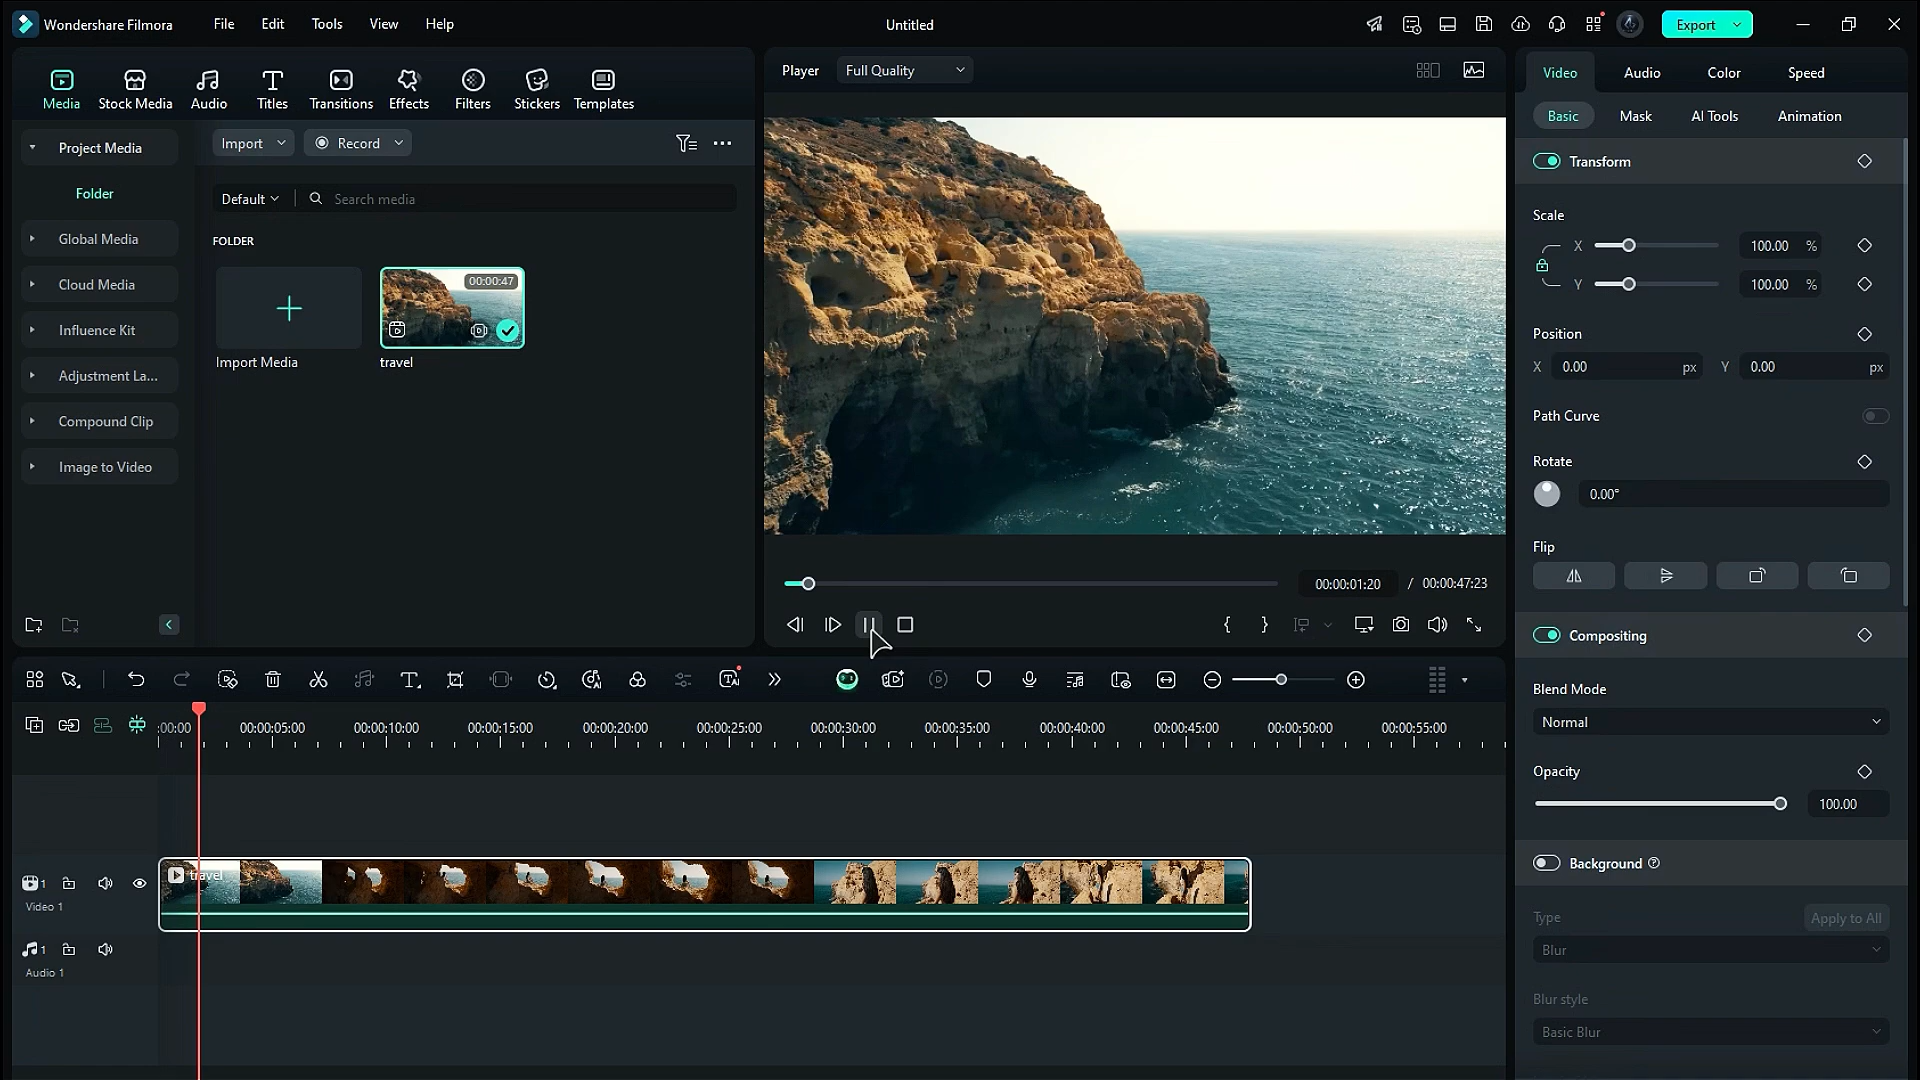 Wondershare Filmora
File
Edit
Tools
View
Help
Untitled
Export
Media
Stock Media
Audio
Titles
Transitions
Effects
Filters
Stickers
Templates
Player
Full Quality
Video
Audio
Color
Speed
Basic
Mask
AI Tools
Animation
Project Media
Folder
Global Media
Cloud Media
Influence Kit
Adjustment La...
Compound Clip
Image to Video
Import
Record
Default
Search media
FOLDER
Import Media
00:00:47
travel
00:00:01:20 / 00:00:47:23
{ }
Transform
Scale
X 100.00 %
Y 100.00 %
Position
X 0.00 px Y 0.00 px
Path Curve
Rotate
0.00°
Flip
Compositing
Blend Mode
Normal
Opacity
100.00
Background
Type
Apply to All
Blur
Blur style
Basic Blur
:00:00 00:00:05:00 00:00:10:00 00:00:15:00 00:00:20:00 00:00:25:00 00:00:30:00 00:00:35:00 00:00:40:00 00:00:45:00 00:00:50:00 00:00:55:00
travel
1
Video 1
1
Audio 1